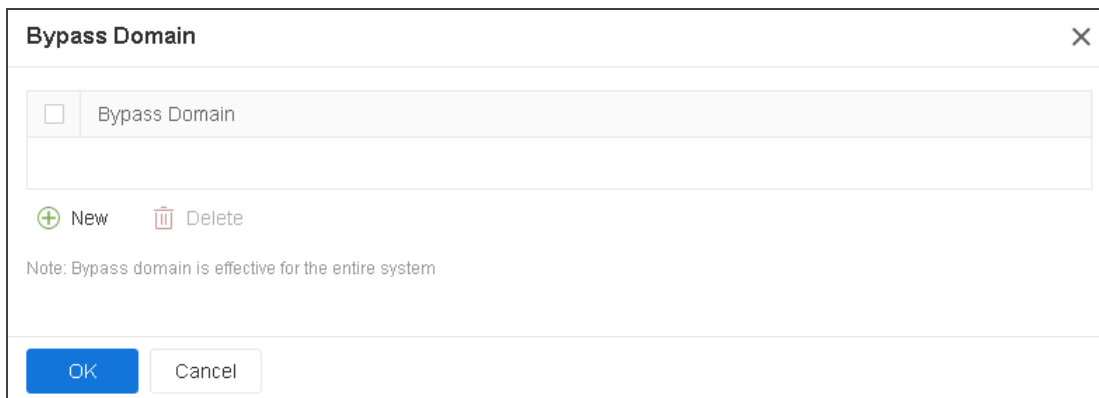 Bypass Domain
Bypass Domain
New Delete
Note: Bypass domain is effective for the entire system
OK Cancel